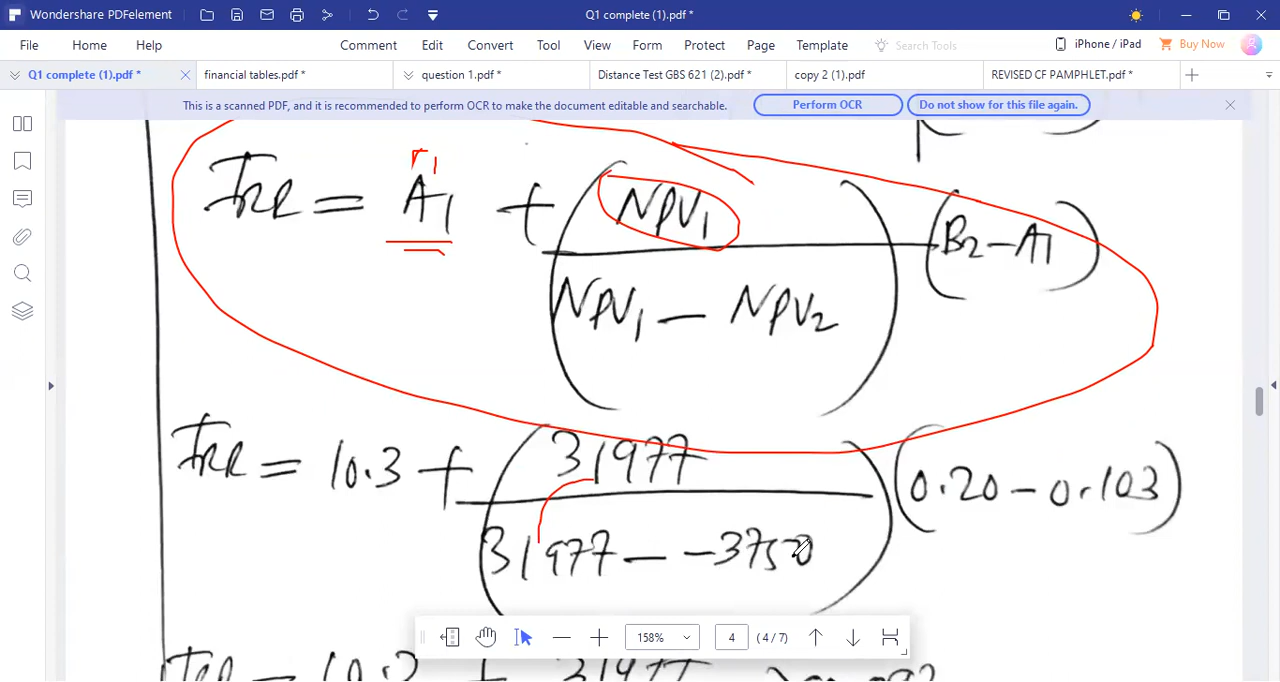 Wondershare PDFelement
Q1 complete (1).pdf *
File Home Help Comment Edit Convert Tool View Form Protect Page Template Search Tools iPhone / iPad Buy Now
Q1 complete (1).pdf * financial tables.pdf * question 1.pdf * Distance Test GBS 621 (2).pdf * copy 2 (1).pdf REVISED CF PAMPHLET.pdf *
This is a scanned PDF, and it is recommended to perform OCR to make the document editable and searchable. Perform OCR Do not show for this file again.
r1
IRR = A1 + (NPV1 (B2 - A1)
NPV1 - NPV2)
IRR = 10.3 + (31977 (0.20 - 0.103)
31977 - -3750)
158% 4 (4 / 7)
IRR = 10.3 + 31977